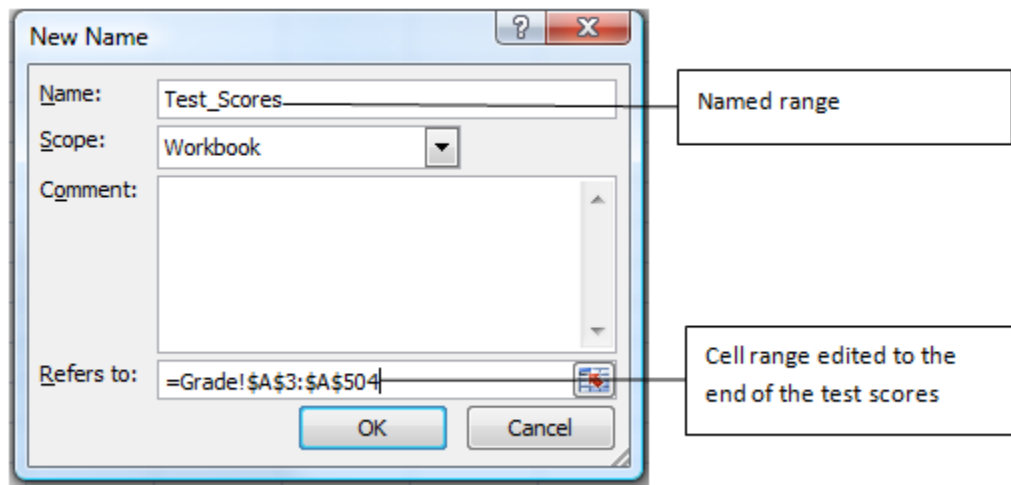 New Name
Name:
Test_Scores
Named range
Scope:
Workbook
Comment:
Refers to:
=Grade!$A$3:$A$504
Cell range edited to the
end of the test scores
OK
Cancel